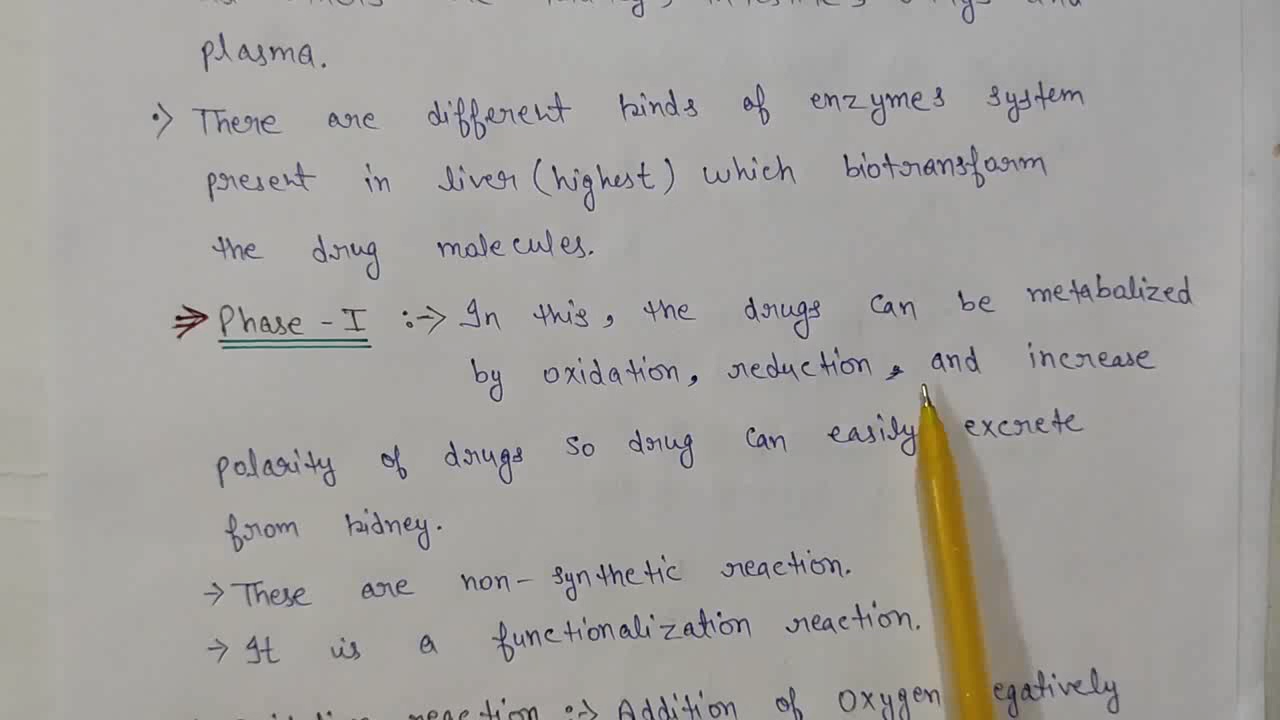 plasma.
:) There are different kinds of enzymes system
present in liver (highest) which biotransfarm
the drug molecules.
⇒ Phase - I :→ In this, the drugs can be metabalized
by oxidation, reduction, and increase
polarity of drugs so drug can easily excrete
from kidney.
→ These are non-synthetic reaction.
→ It is a functionalization reaction.
reaction :→ Addition of oxygen egatively